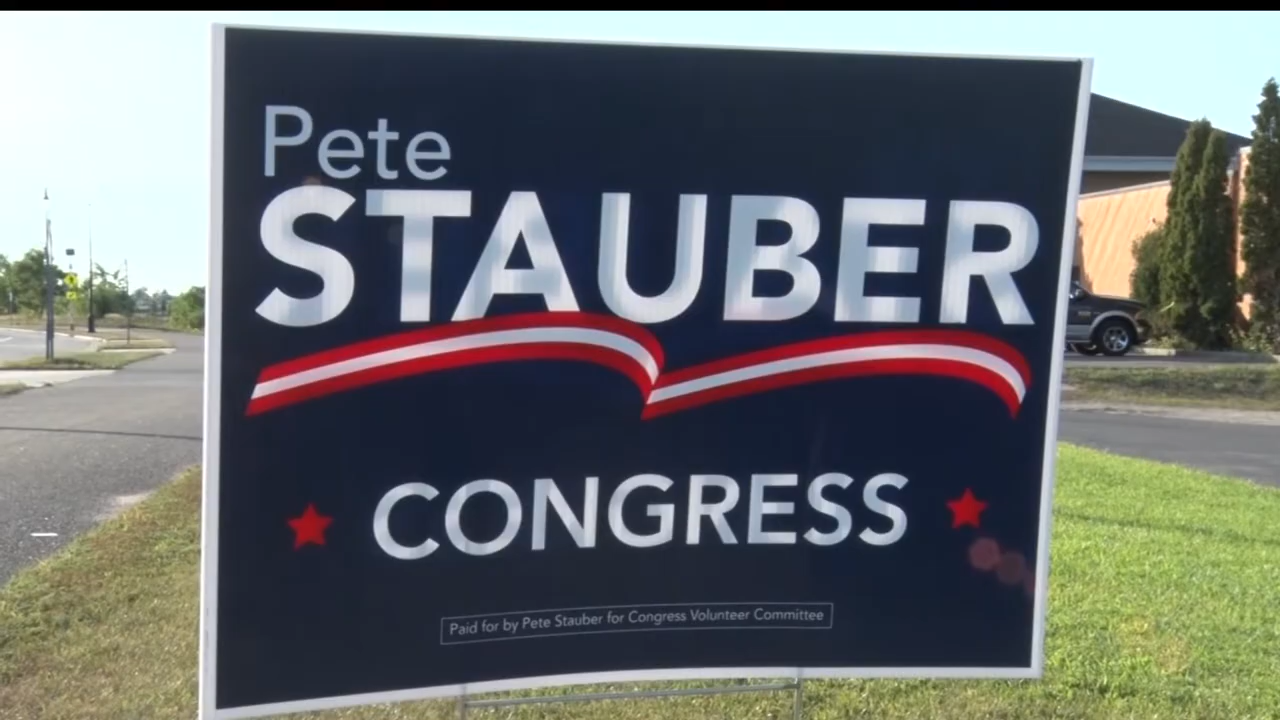 Pete
STAUBER
CONGRESS
Paid for by Pete Stauber for Congress Volunteer Committee